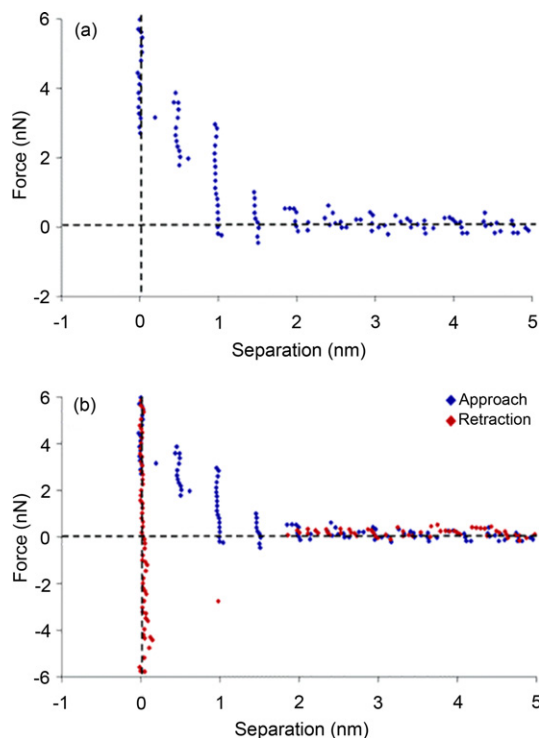 (a)
Force (nN)
6
4
2
0
-2
-1 0 1 2 3 4 5
Separation (nm)
(b)
Approach
Retraction
Force (nN)
6
4
2
0
-2
-4
-6
-1 0 1 2 3 4 5
Separation (nm)